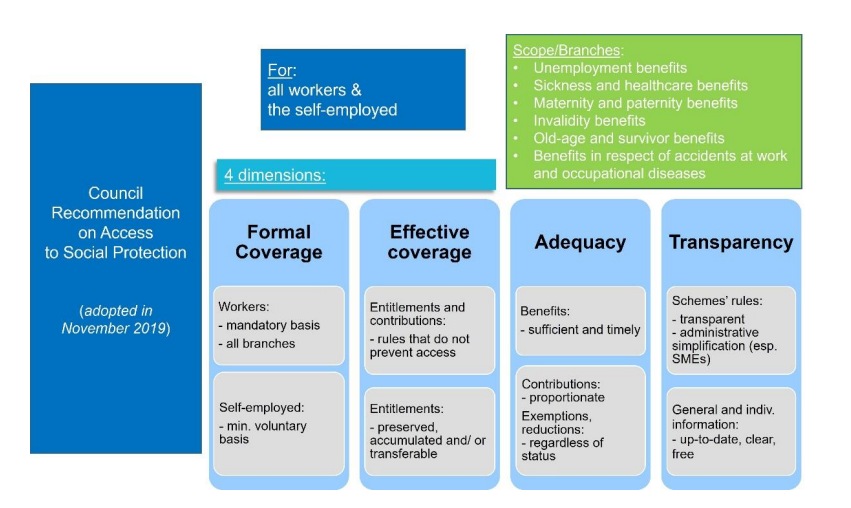 Council
Recommendation
on Access
to Social Protection
(adopted in
November 2019)
For:
all workers &
the self-employed
Scope/Branches:
• Unemployment benefits
• Sickness and healthcare benefits
• Maternity and paternity benefits
• Invalidity benefits
• Old-age and survivor benefits
• Benefits in respect of accidents at work
and occupational diseases
4 dimensions:
Formal
Coverage
Workers:
- mandatory basis
- all branches
Self-employed:
- min. voluntary
basis
Effective
coverage
Entitlements and
contributions:
- rules that do not
prevent access
Entitlements:
- preserved,
accumulated and/ or
transferable
Adequacy
Benefits:
- sufficient and timely
Contributions:
- proportionate
Exemptions,
reductions:
- regardless of
status
Transparency
Schemes' rules:
- transparent
- administrative
simplification (esp.
SMEs)
General and indiv.
information:
- up-to-date, clear,
free